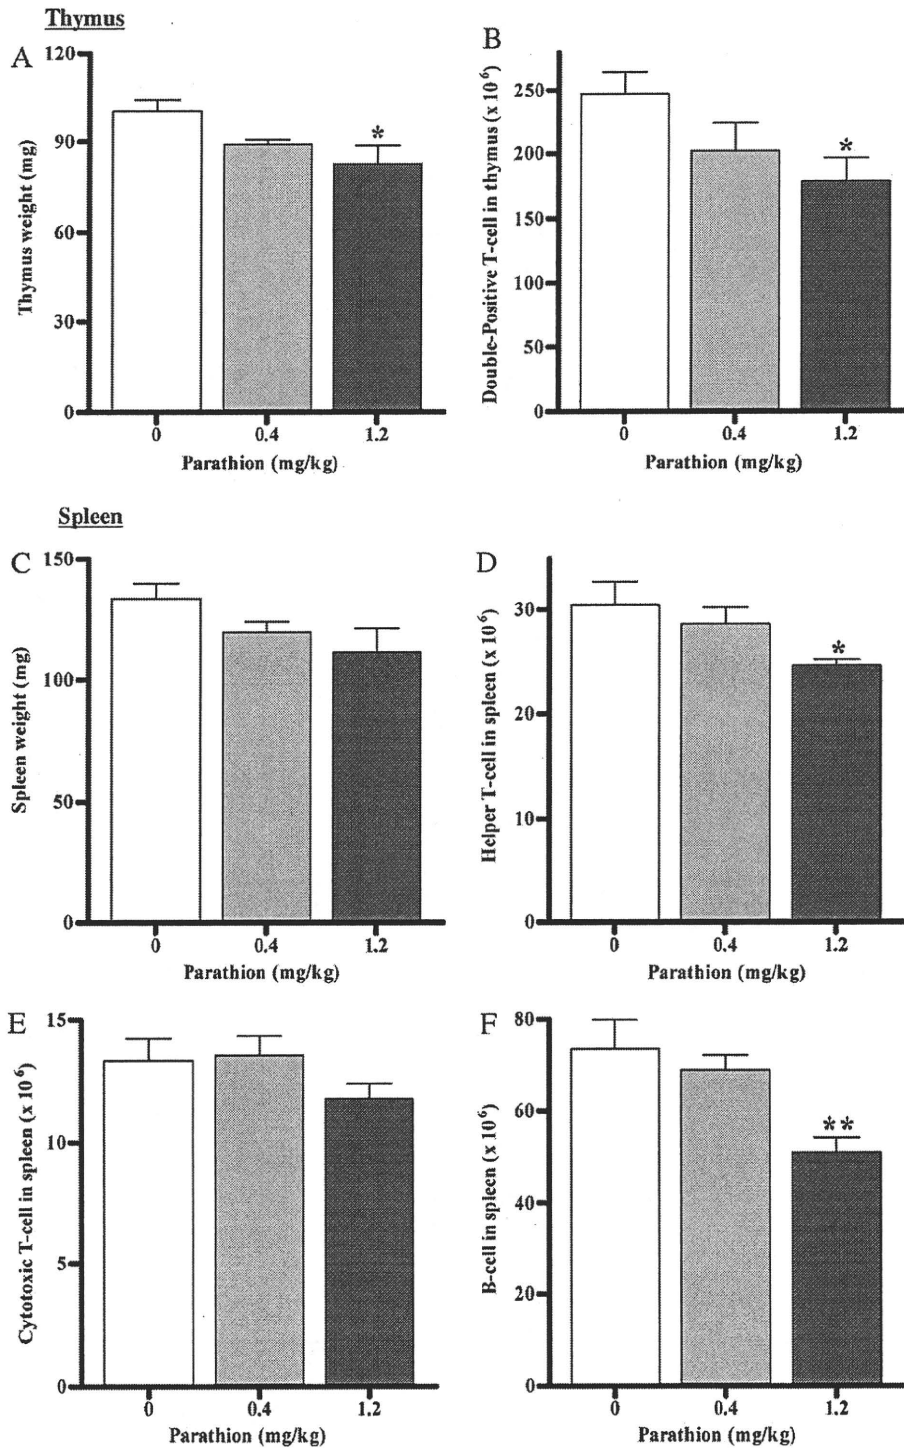 Thymus
A
Thymus weight (mg)
120
90
60
30
0
*
0 0.4 1.2
Parathion (mg/kg)
B
Double-Positive T-cell in thymus (x 10⁶)
250
200
150
100
50
0
*
0 0.4 1.2
Parathion (mg/kg)
Spleen
C
Spleen weight (mg)
150
100
50
0
0 0.4 1.2
Parathion (mg/kg)
D
Helper T-cell in spleen (x 10⁶)
30
20
10
0
*
0 0.4 1.2
Parathion (mg/kg)
E
Cytotoxic T-cell in spleen (x 10⁶)
15
10
5
0
0 0.4 1.2
Parathion (mg/kg)
F
B-cell in spleen (x 10⁶)
80
60
40
20
0
**
0 0.4 1.2
Parathion (mg/kg)